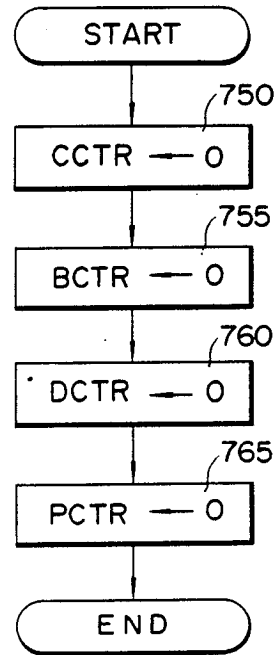 START
750
CCTR ← 0
755
BCTR ← 0
760
DCTR ← 0
765
PCTR ← 0
END